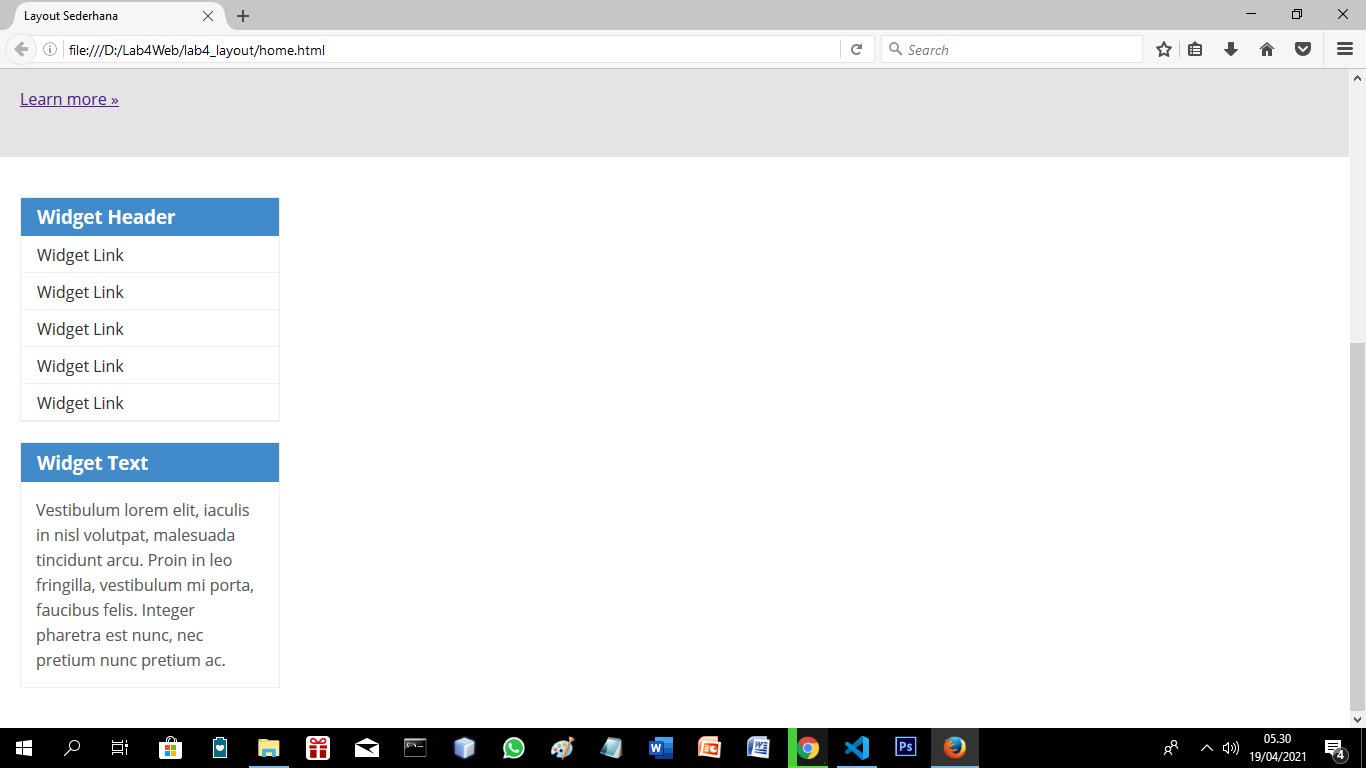 Layout Sederhana
file:///D:/Lab4Web/lab4_layout/home.html
Search
Learn more »
Widget Header
Widget Link
Widget Link
Widget Link
Widget Link
Widget Link
Widget Text
Vestibulum lorem elit, iaculis
in nisl volutpat, malesuada
tincidunt arcu. Proin in leo
fringilla, vestibulum mi porta,
faucibus felis. Integer
pharetra est nunc, nec
pretium nunc pretium ac.
Ps
05.30
19/04/2021
4